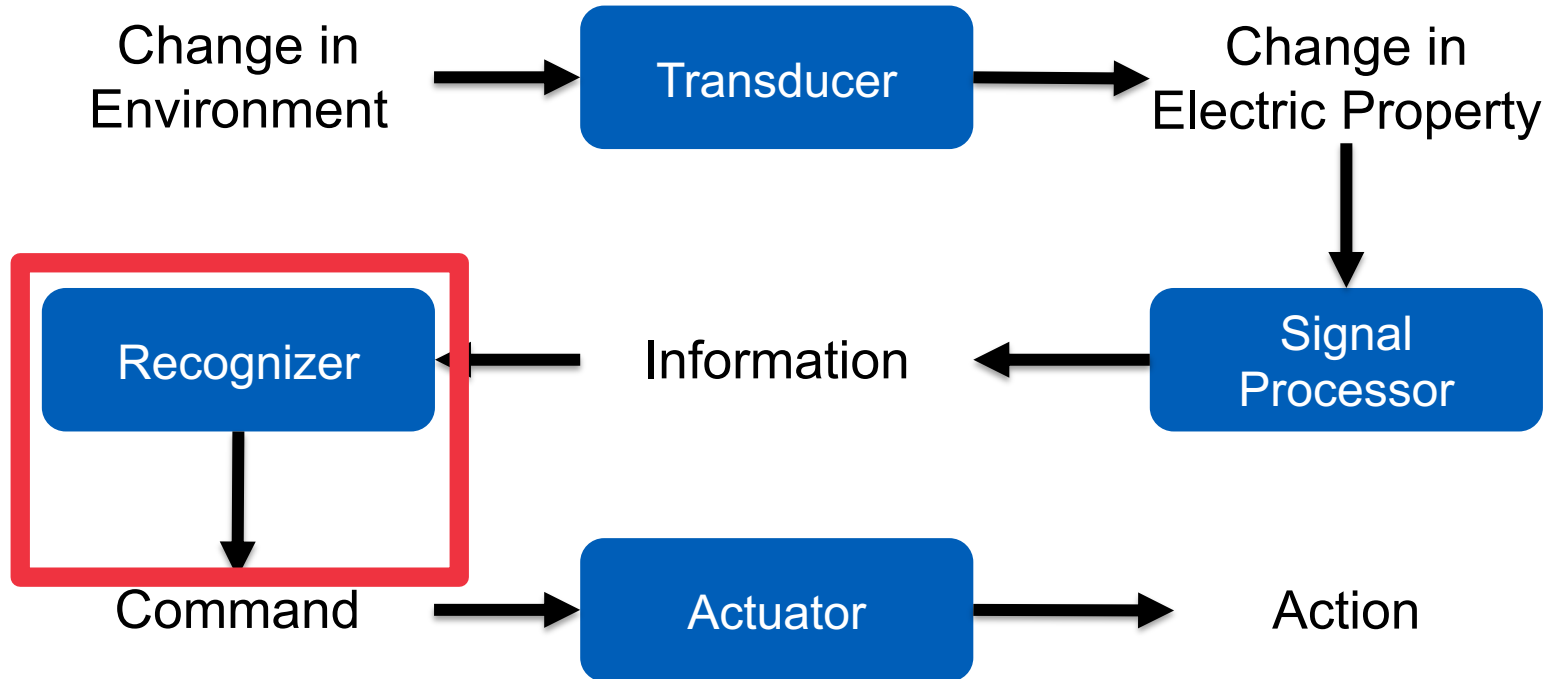 Change in
Environment
Transducer
Change in
Electric Property
Signal
Processor
Information
Recognizer
Command
Actuator
Action